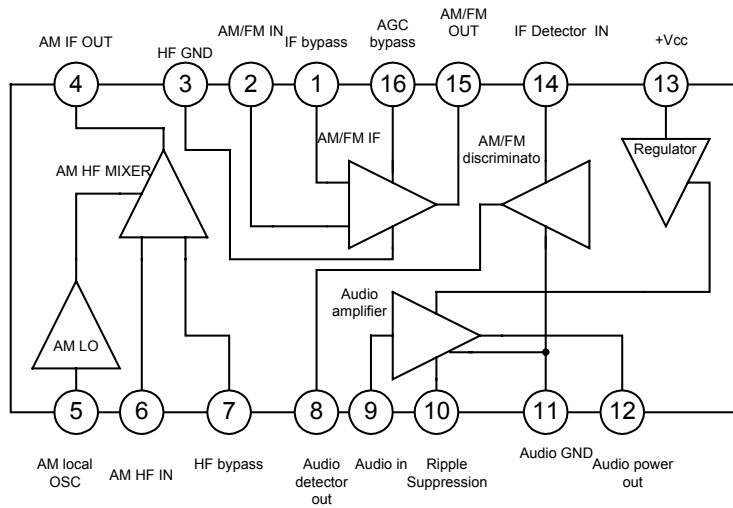 AM IF OUT
HF GND
AM/FM IN
IF bypass
AGC
bypass
AM/FM
OUT
IF Detector IN
+Vcc
4
3
2
1
16
15
14
13
AM/FM IF
AM/FM
discriminato
Regulator
AM HF MIXER
Audio
amplifier
AM LO
5
6
7
8
9
10
11
12
AM local
OSC
AM HF IN
HF bypass
Audio
detector
out
Audio in
Ripple
Suppression
Audio GND
Audio power
out